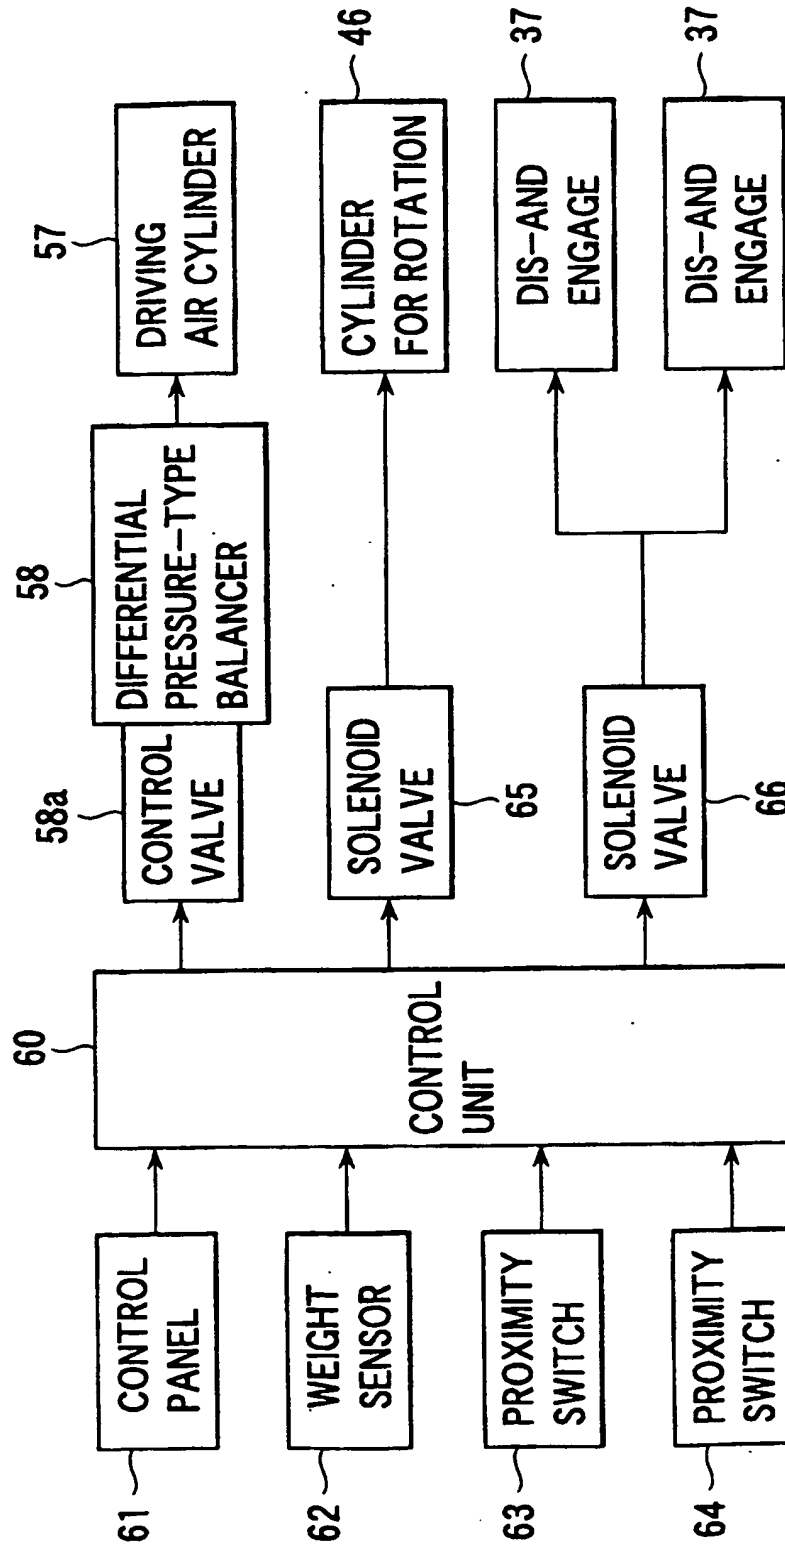 61
CONTROL
PANEL
62
WEIGHT
SENSOR
63
PROXIMITY
SWITCH
64
PROXIMITY
SWITCH
60
CONTROL
UNIT
58a
CONTROL
VALVE
58
DIFFERENTIAL
PRESSURE-TYPE
BALANCER
57
DRIVING
AIR CYLINDER
SOLENOID
VALVE
65
CYLINDER
FOR ROTATION
46
SOLENOID
VALVE
66
DIS-AND
ENGAGE
37
DIS-AND
ENGAGE
37